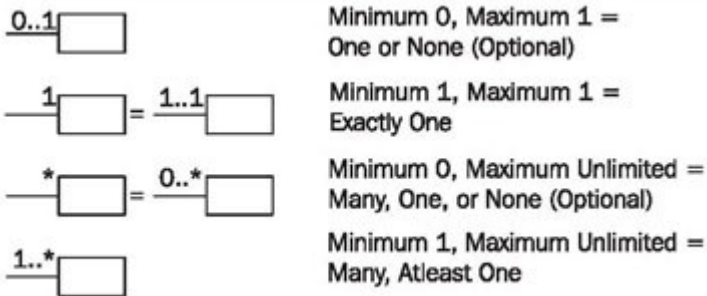 0..1
Minimum 0, Maximum 1 =
One or None (Optional)
1 = 1..1
Minimum 1, Maximum 1 =
Exactly One
* = 0..*
Minimum 0, Maximum Unlimited =
Many, One, or None (Optional)
1..*
Minimum 1, Maximum Unlimited =
Many, Atleast One